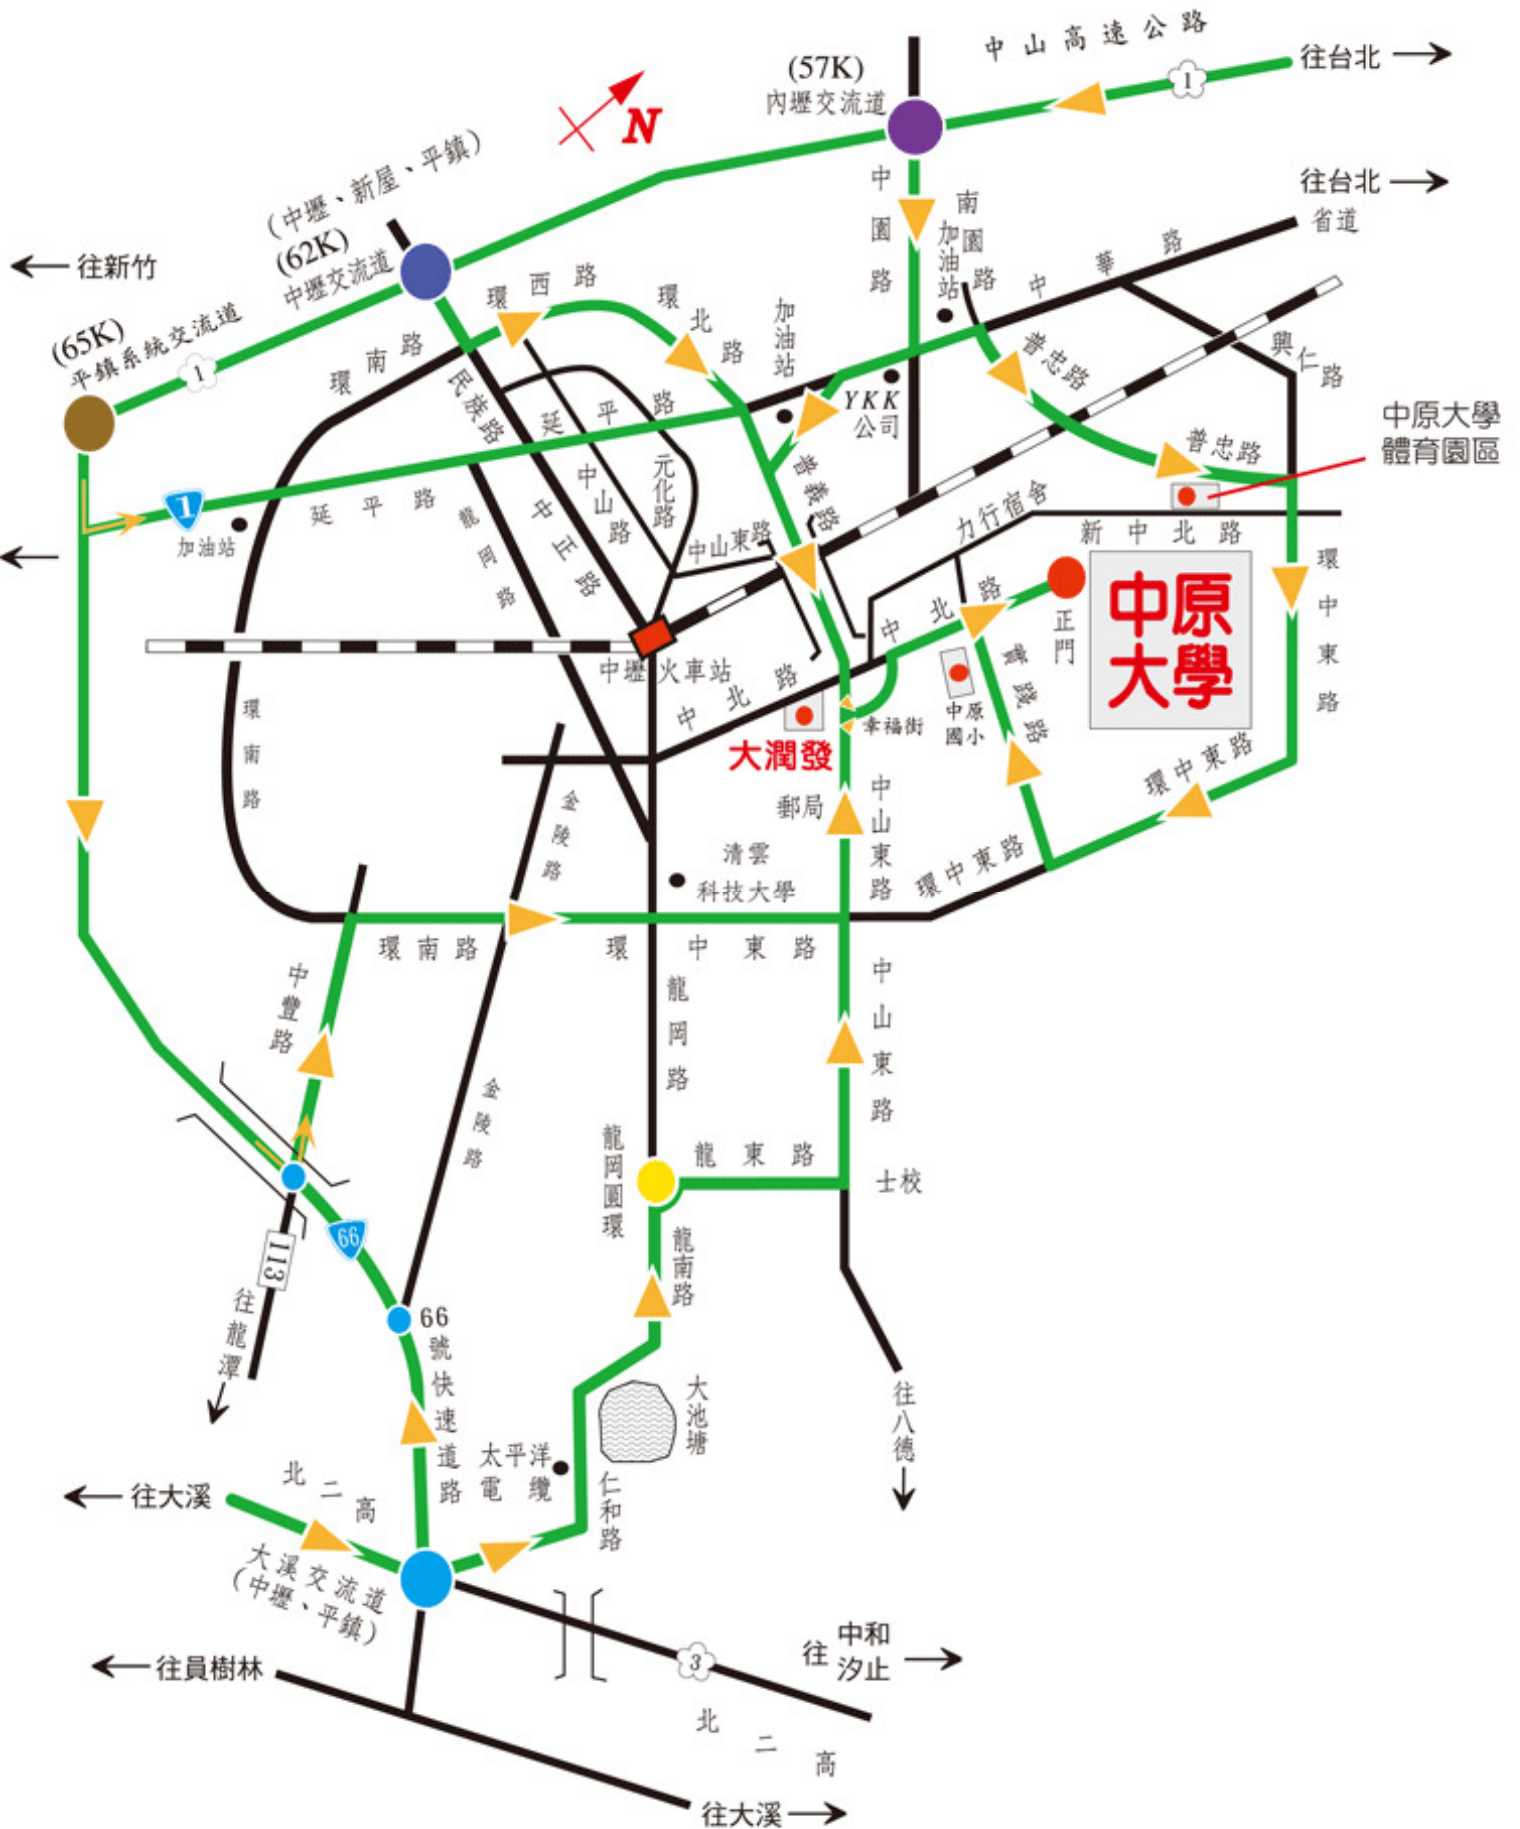 中山高速公路
往台北
1
(57K)
內壢交流道
N
往台北
省道
(中壢、新屋、平鎮)
(62K)
中壢交流道
往新竹
(65K)
平鎮系統交流道
1
中園路
南園路
加油站
中華路
環西路
環北路
加油站
環南路
民族路
延平路
YKK
公司
普忠路
興仁路
中原大學
體育園區
普忠路
1
加油站
延平路
龍岡路
中正路
中山路
元化路
中山東路
普義路
力行宿舍
新中北路
環中東路
中北路
正門
中原
大學
實踐路
中原
國小
中壢火車站
中北路
大潤發
幸福街
環南路
金陵路
郵局
中山東路
環中東路
清雲
科技大學
環中東路
環南路
環中東路
中豐路
龍岡路
中山東路
金陵路
龍岡圓環
龍東路
士校
66
龍南路
113
往龍潭
66
號快速道路
大池塘
往八德
太平洋
電纜
仁和路
往大溪
北二高
大溪交流道
(中壢、平鎮)
往員樹林
3
往
中和
汐止
北二高
往大溪